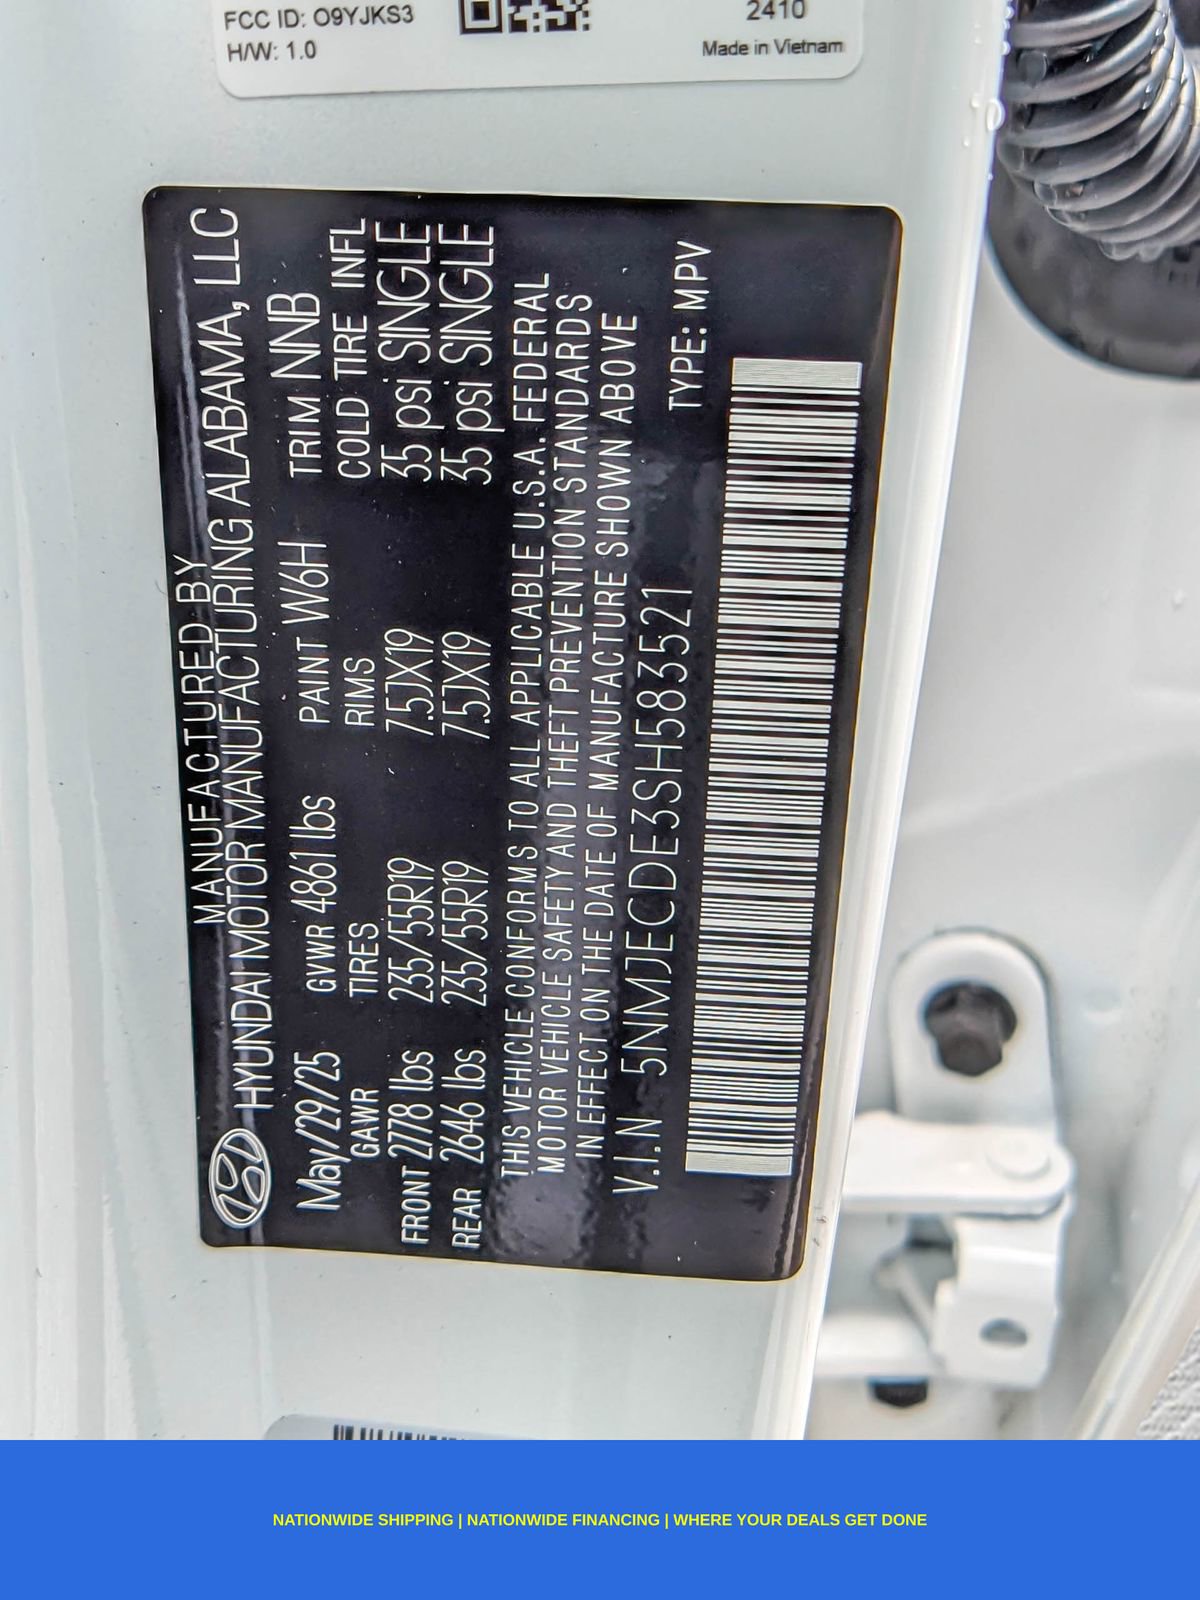 FCC ID: O9YJKS3
H/W: 1.0
2410
Made in Vietnam
MANUFACTURED BY
HYUNDAI MOTOR MANUFACTURING ALABAMA, LLC
May/29/25 GVWR 4861 lbs PAINT W6H TRIM NNB
GAWR TIRES RIMS COLD TIRE INFL
FRONT 2778 lbs 235/55R19 7.5JX19 35 psi SINGLE
REAR 2646 lbs 235/55R19 7.5JX19 35 psi SINGLE
THIS VEHICLE CONFORMS TO ALL APPLICABLE U.S.A. FEDERAL
MOTOR VEHICLE SAFETY AND THEFT PREVENTION STANDARDS
IN EFFECT ON THE DATE OF MANUFACTURE SHOWN ABOVE
V.I.N 5NMJECDE3SH583521
TYPE: MPV
NATIONWIDE SHIPPING | NATIONWIDE FINANCING | WHERE YOUR DEALS GET DONE